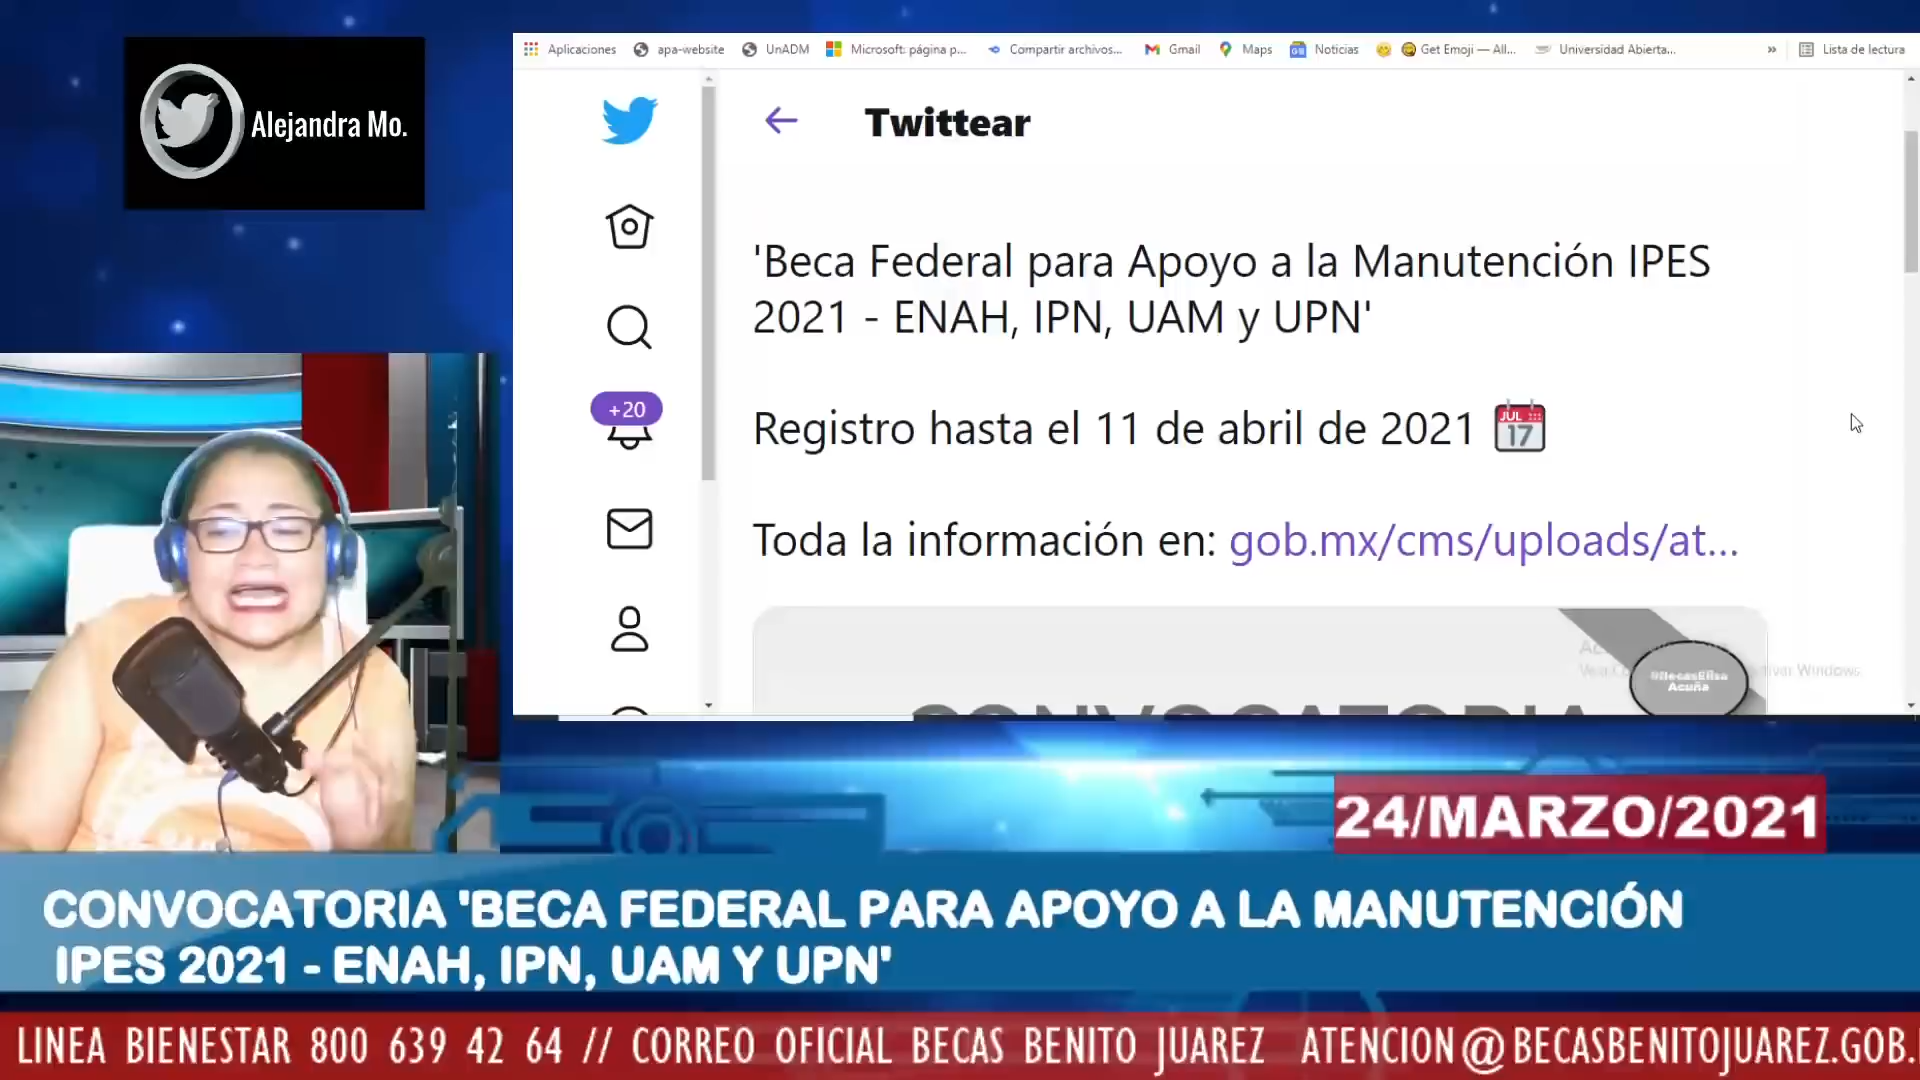 Alejandra Mo.
Aplicaciones apa-website UnADM Microsoft: página p... Compartir archivos... Gmail Maps Noticias Get Emoji — All... Universidad Abierta... » Lista de lectura
Twittear
'Beca Federal para Apoyo a la Manutención IPES
2021 - ENAH, IPN, UAM y UPN'
+20
Registro hasta el 11 de abril de 2021
JUL
17
Toda la información en: gob.mx/cms/uploads/at...
#BecasElisa
Acuña
CONVOCATORIA
24/MARZO/2021
CONVOCATORIA 'BECA FEDERAL PARA APOYO A LA MANUTENCIÓN
IPES 2021 - ENAH, IPN, UAM Y UPN'
LINEA BIENESTAR 800 639 42 64 // CORREO OFICIAL BECAS BENITO JUAREZ ATENCION@BECASBENITOJUAREZ.GOB.